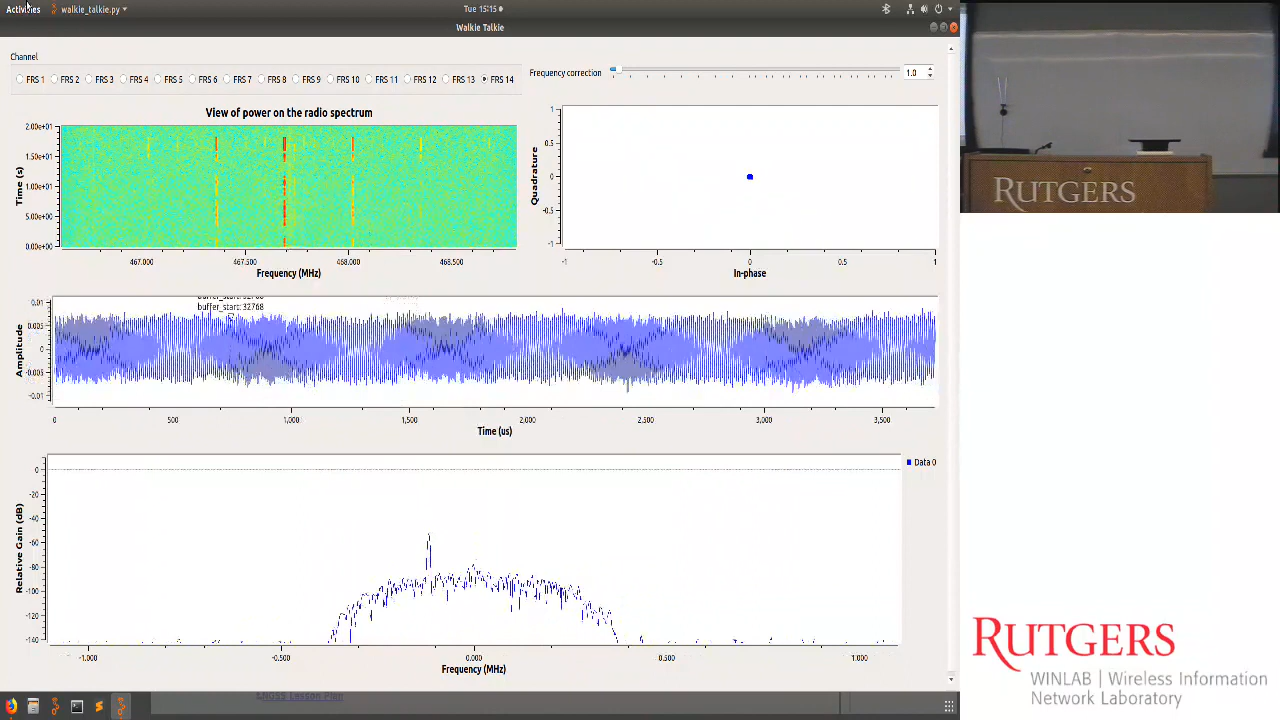 Activities
walkie_talkie.py
Tue 15:15
Walkie Talkie
Channel
FRS 1 FRS 2 FRS 3 FRS 4 FRS 5 FRS 6 FRS 7 FRS 8 FRS 9 FRS 10 FRS 11 FRS 12 FRS 13 FRS 14
Frequency correction
1.0
View of power on the radio spectrum
Time (s)
2.00e+01
1.50e+01
1.00e+01
5.00e+00
0.00e+00
467.000 467.500 468.000 468.500
Frequency (MHz)
Quadrature
1
0.5
0
-0.5
-1
-1 -0.5 0 0.5 1
In-phase
buffer_start: 32768
buffer_start: 32768
Amplitude
0.01
0.005
0
-0.005
-0.01
0 500 1,000 1,500 2,000 2,500 3,000 3,500
Time (us)
Relative Gain (dB)
0
-20
-40
-60
-80
-100
-120
-140
Data 0
-1.000 -0.500 0.000 0.500 1.000
Frequency (MHz)
NGSS Lesson Plan
RUTGERS
RUTGERS
WINLAB | Wireless Information
Network Laboratory